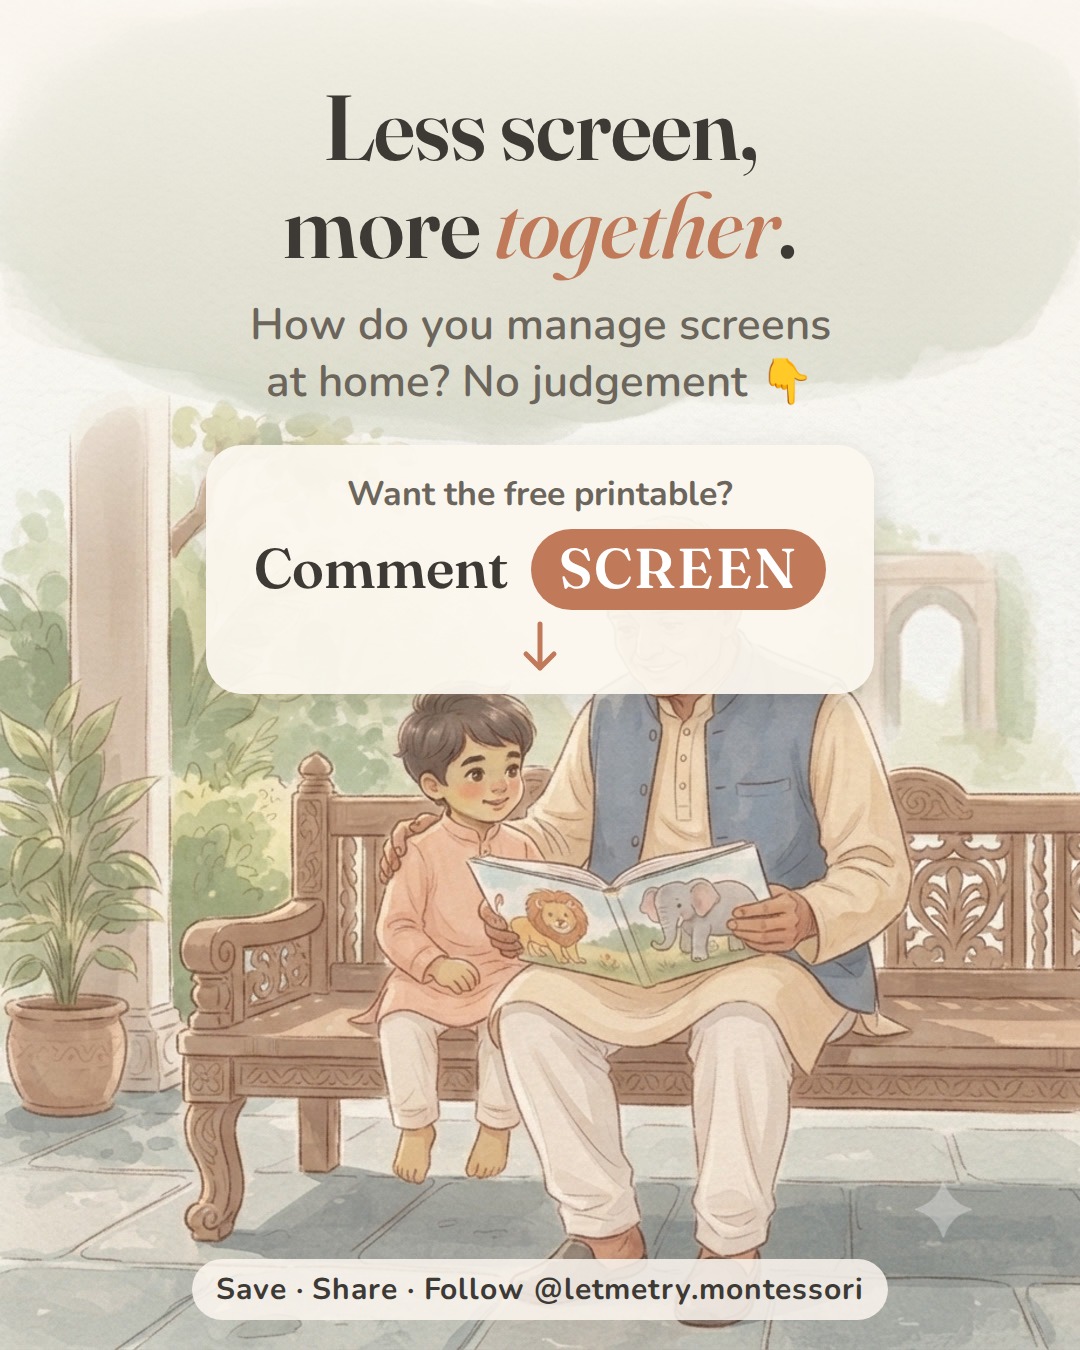 Less screen,
more together.
How do you manage screens
at home? No judgement 👇
Want the free printable?
Comment SCREEN
Save · Share · Follow @letmetry.montessori